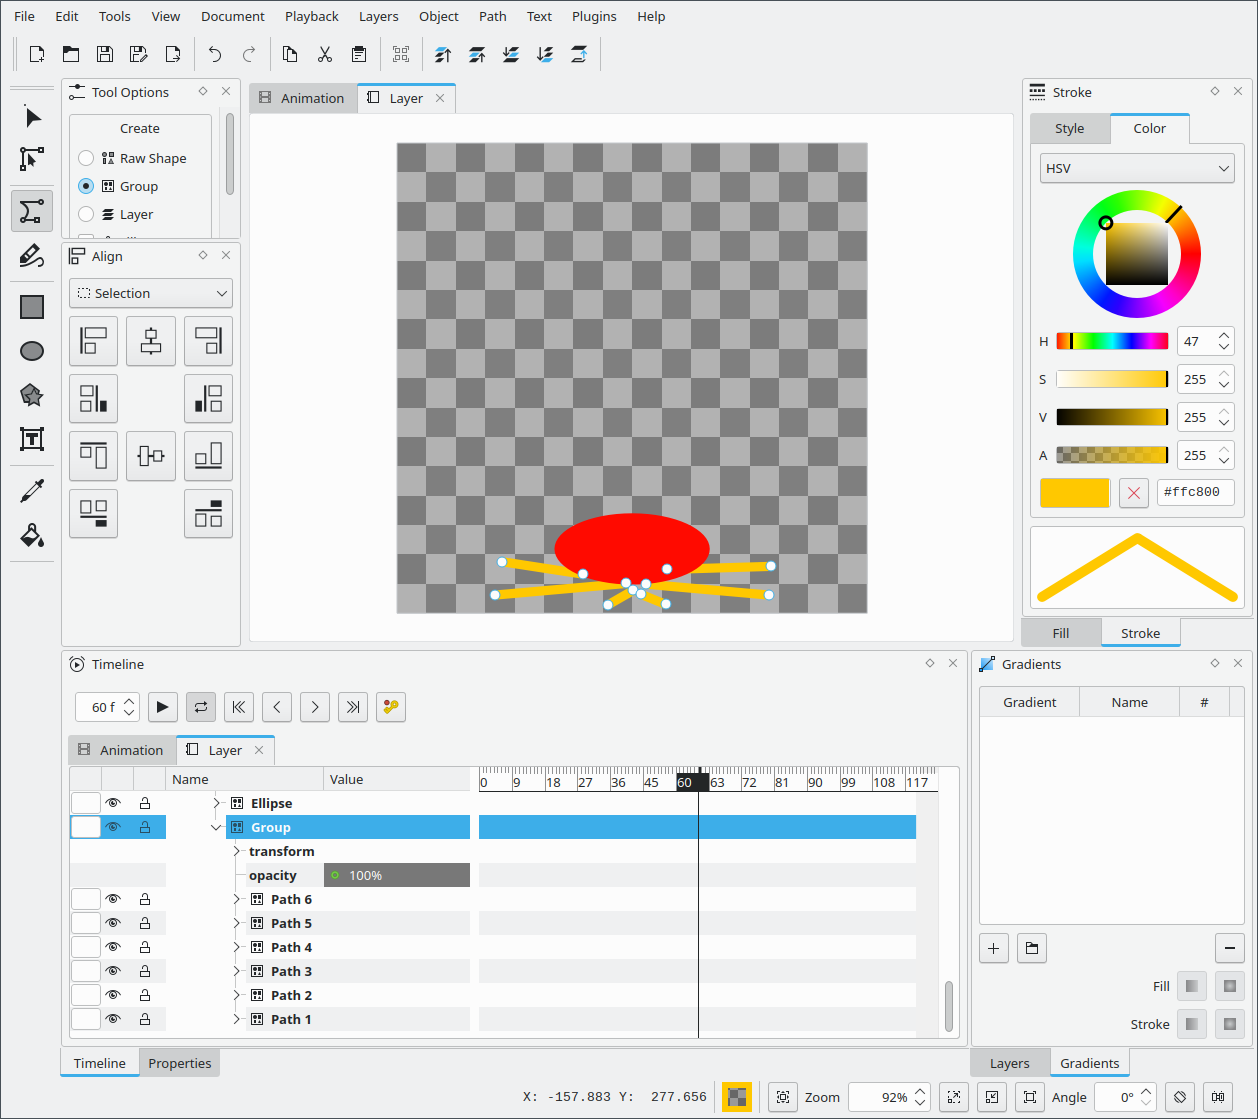 File Edit Tools View Document Playback Layers Object Path Text Plugins Help
Tool Options
Create
Raw Shape
Group
Layer
Align
Selection
Animation Layer
Stroke
Style Color
HSV
H 47
S 255
V 255
A 255
#ffc800
Fill Stroke
Timeline
60 f
Animation Layer
Name Value 0 9 18 27 36 45 60 63 72 81 90 99 108 117
Ellipse
Group
transform
opacity 100%
Path 6
Path 5
Path 4
Path 3
Path 2
Path 1
Timeline Properties
Gradients
Gradient Name #
Fill
Stroke
Layers Gradients
X: -157.883 Y: 277.656 Zoom 92% Angle 0°